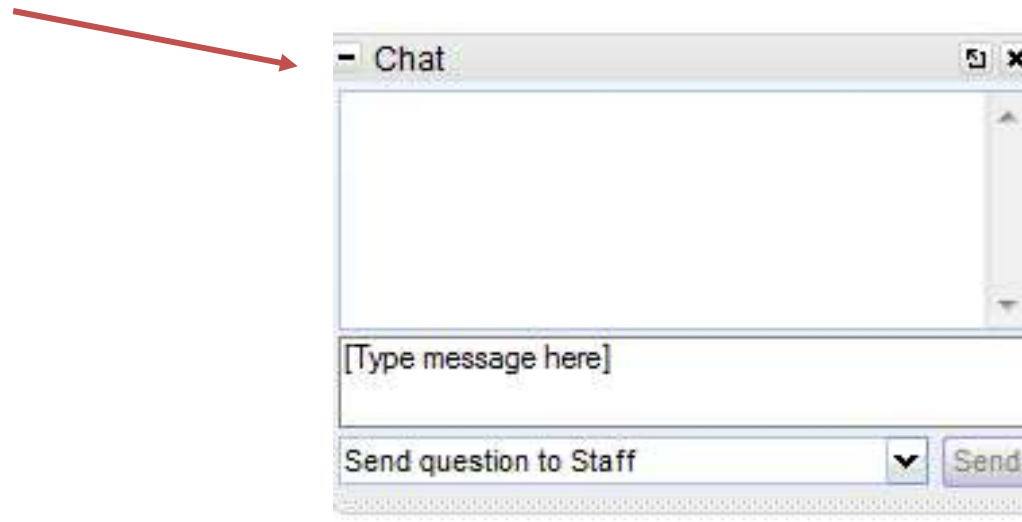 Chat
[Type message here]
Send question to Staff
Send